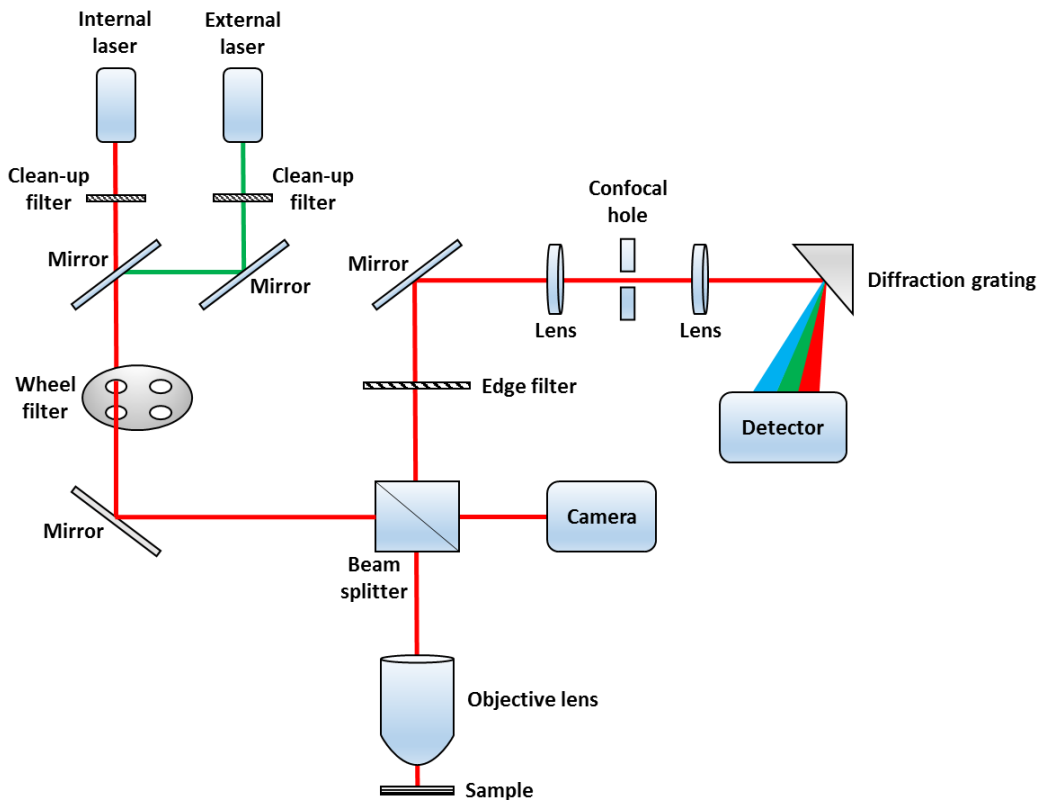 Internal
laser
External
laser
Clean-up
filter
Clean-up
filter
Confocal
hole
Mirror
Mirror
Mirror
Diffraction grating
Lens
Lens
Wheel
filter
Edge filter
Detector
Mirror
Camera
Beam
splitter
Objective lens
Sample